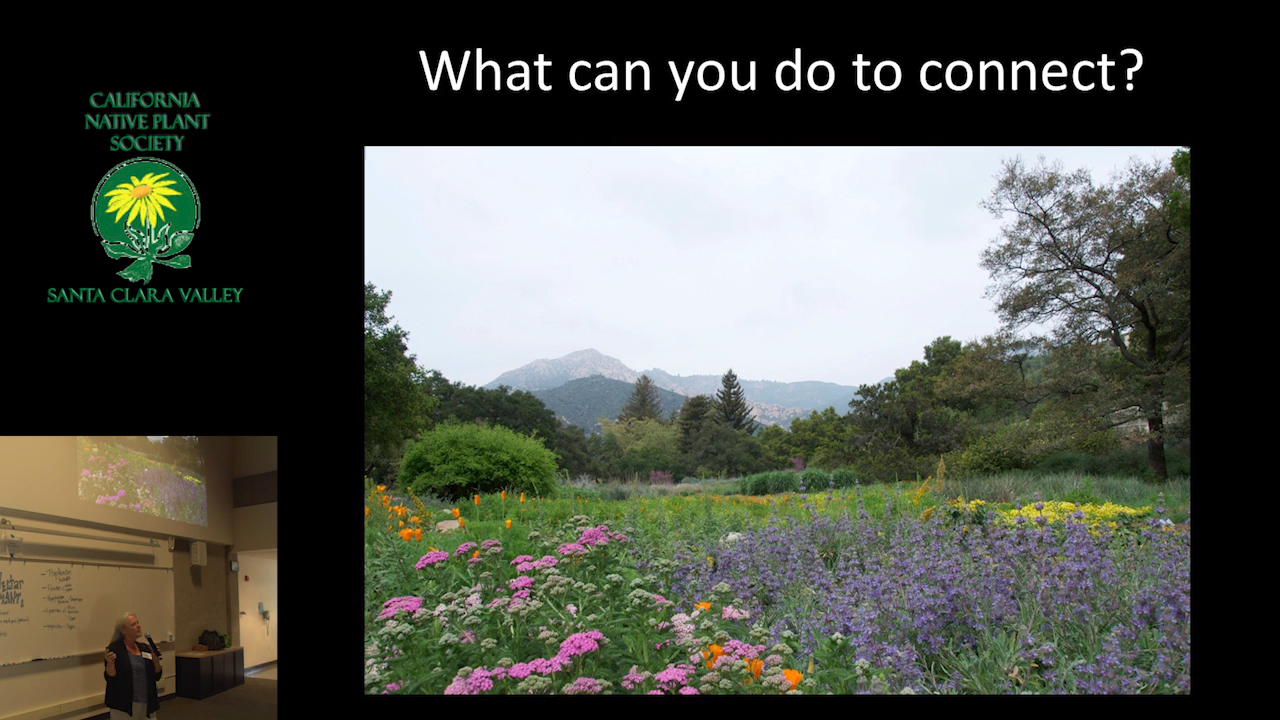 What can you do to connect?
CALIFORNIA
NATIVE PLANT
SOCIETY
SANTA CLARA VALLEY